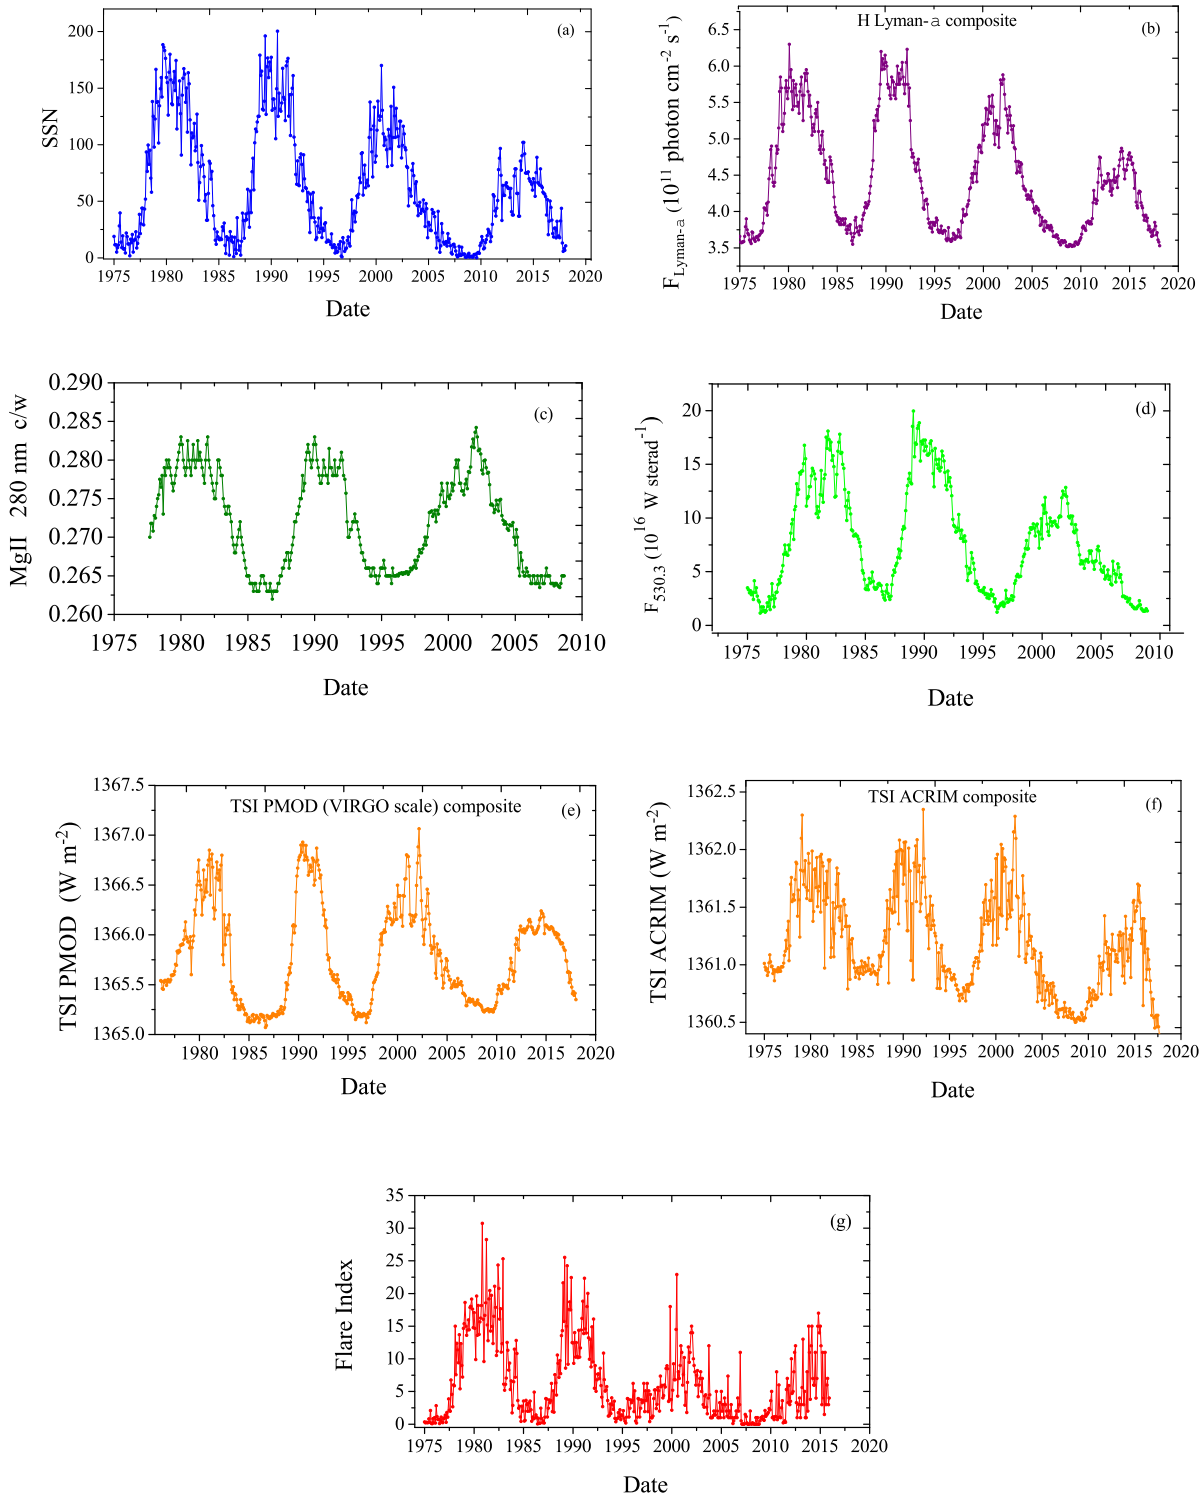 (a)
200
150
100
50
0
SSN
1975 1980 1985 1990 1995 2000 2005 2010 2015 2020
Date
H Lyman-a composite
(b)
6.5
6.0
5.5
5.0
4.5
4.0
3.5
F_Lyman-a (10^11 photon cm^-2 s^-1)
1975 1980 1985 1990 1995 2000 2005 2010 2015 2020
Date
(c)
0.290
0.285
0.280
0.275
0.270
0.265
0.260
MgII 280 nm c/w
1975 1980 1985 1990 1995 2000 2005 2010
Date
(d)
20
15
10
5
0
F_530.3 (10^16 W sterad^-1)
1975 1980 1985 1990 1995 2000 2005 2010
Date
TSI PMOD (VIRGO scale) composite
(e)
1367.5
1367.0
1366.5
1366.0
1365.5
1365.0
TSI PMOD (W m^-2)
1980 1985 1990 1995 2000 2005 2010 2015 2020
Date
TSI ACRIM composite
(f)
1362.5
1362.0
1361.5
1361.0
1360.5
TSI ACRIM (W m^-2)
1975 1980 1985 1990 1995 2000 2005 2010 2015 2020
Date
(g)
35
30
25
20
15
10
5
0
Flare Index
1975 1980 1985 1990 1995 2000 2005 2010 2015 2020
Date